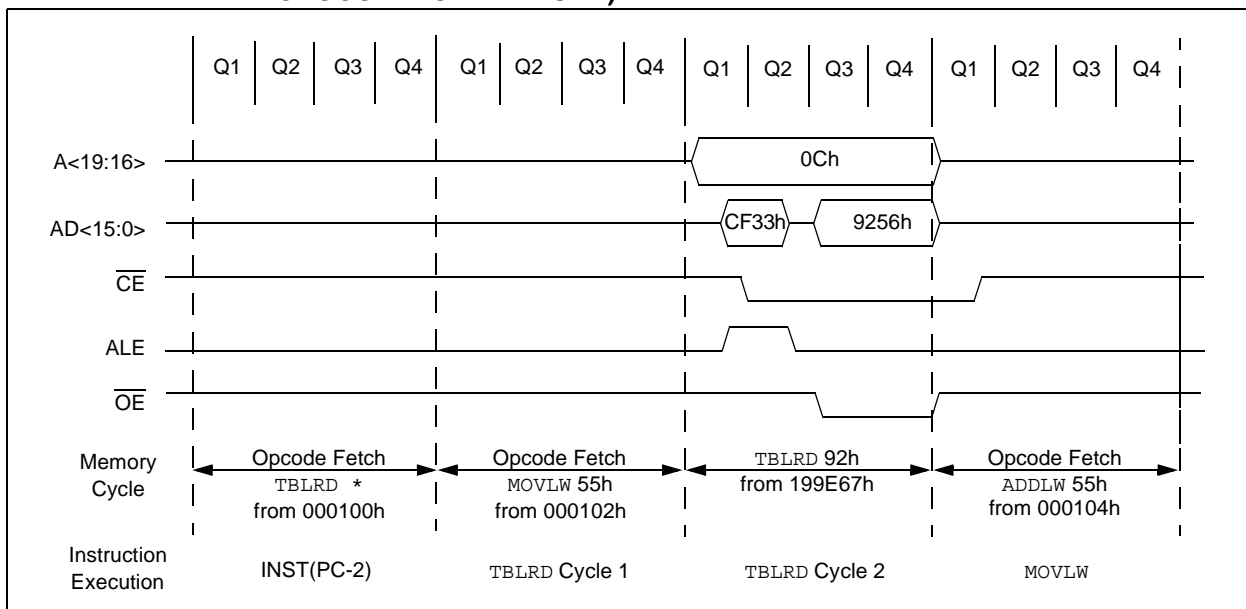 Q1 Q2 Q3 Q4 Q1 Q2 Q3 Q4 Q1 Q2 Q3 Q4 Q1 Q2 Q3 Q4
A<19:16>
0Ch
AD<15:0>
CF33h
9256h
CE
ALE
OE
Memory
Cycle
Opcode Fetch
TBLRD *
from 000100h
Opcode Fetch
MOVLW 55h
from 000102h
TBLRD 92h
from 199E67h
Opcode Fetch
ADDLW 55h
from 000104h
Instruction
Execution
INST(PC-2)
TBLRD Cycle 1
TBLRD Cycle 2
MOVLW